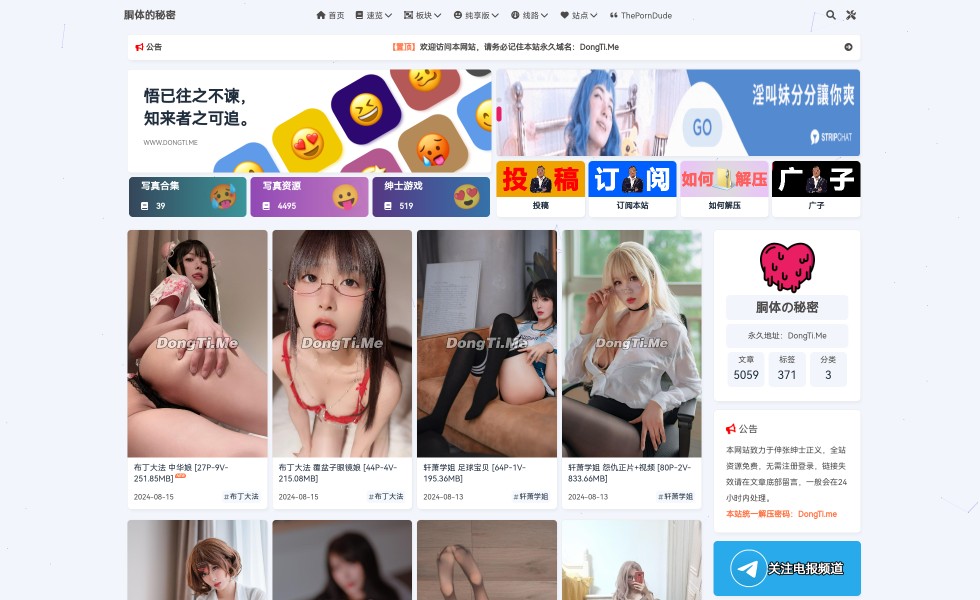 胴体的秘密
首页 速览 板块 纯享版 线路 站点 ThePornDude
公告
【置顶】欢迎访问本网站，请务必记住本站永久域名：DongTi.Me
悟已往之不谏，
知来者之可追。
WWW.DONGTI.ME
淫叫妹分分讓你爽
GO
STRIPCHAT
写真合集
39
写真资源
4495
绅士游戏
519
投稿
订阅
如何解压
广子
投稿
订阅本站
如何解压
广子
DongTi.Me
DongTi.Me
DongTi.Me
DongTi.Me
布丁大法 中华娘 [27P-9V-
251.85MB]
2024-08-15
#布丁大法
布丁大法 覆盆子眼镜娘 [44P-4V-
215.08MB]
2024-08-15
#布丁大法
轩萧学姐 足球宝贝 [64P-1V-
195.36MB]
2024-08-13
#轩萧学姐
轩萧学姐 怨仇正片+视频 [80P-2V-
833.66MB]
2024-08-13
#轩萧学姐
胴体の秘密
永久地址：DongTi.Me
文章 标签 分类
5059 371 3
公告
本网站致力于伸张绅士正义，全站
资源免费，无需注册登录，链接失
效请在文章底部留言，一般会在24
小时内处理。
本站统一解压密码：DongTi.me
关注电报频道